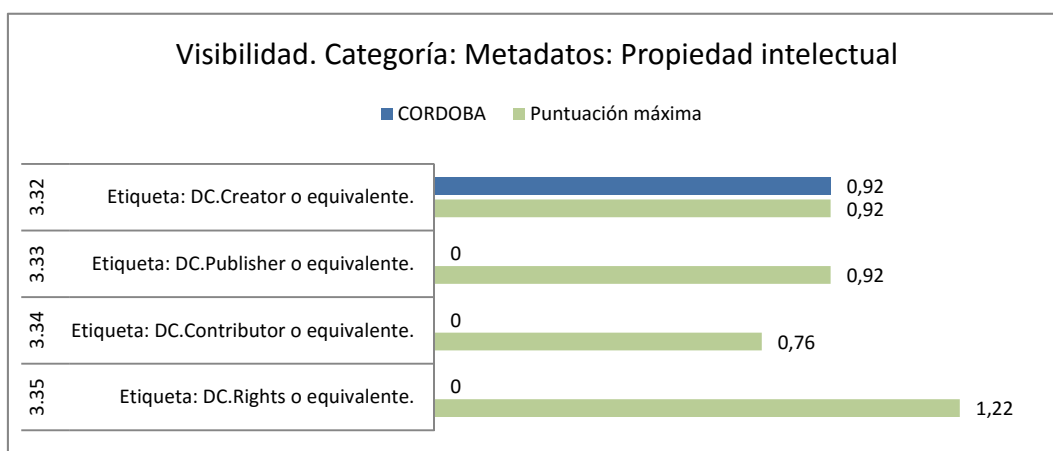 Visibilidad. Categoría: Metadatos: Propiedad intelectual
CORDOBA Puntuación máxima
3.32 Etiqueta: DC.Creator o equivalente. 0,92
0,92
3.33 Etiqueta: DC.Publisher o equivalente. 0
0,92
3.34 Etiqueta: DC.Contributor o equivalente. 0
0,76
3.35 Etiqueta: DC.Rights o equivalente. 0
1,22